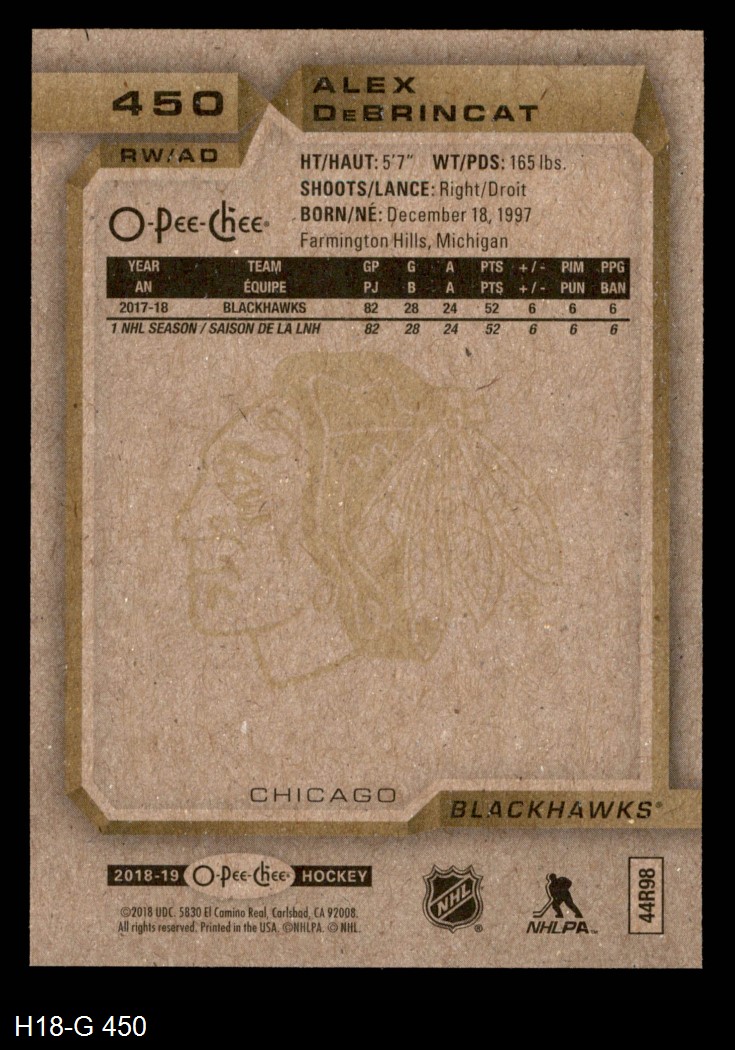 450
ALEX
DeBRINCAT
RW/AD
HT/HAUT: 5'7" WT/PDS: 165 lbs.
SHOOTS/LANCE: Right/Droit
BORN/NÉ: December 18, 1997
Farmington Hills, Michigan
O-Pee-Chee®
YEAR TEAM GP G A PTS +/- PIM PPG
AN ÉQUIPE PJ B A PTS +/- PUN BAN
2017-18 BLACKHAWKS 82 28 24 52 6 6 6
1 NHL SEASON / SAISON DE LA LNH 82 28 24 52 6 6 6
CHICAGO
BLACKHAWKS®
2018-19 O-Pee-Chee® HOCKEY
©2018 UDC. 5830 El Camino Real, Carlsbad, CA 92008.
All rights reserved. Printed in the USA. ©NHLPA. © NHL.
NHL ®
NHLPA™
44R98
H18-G 450